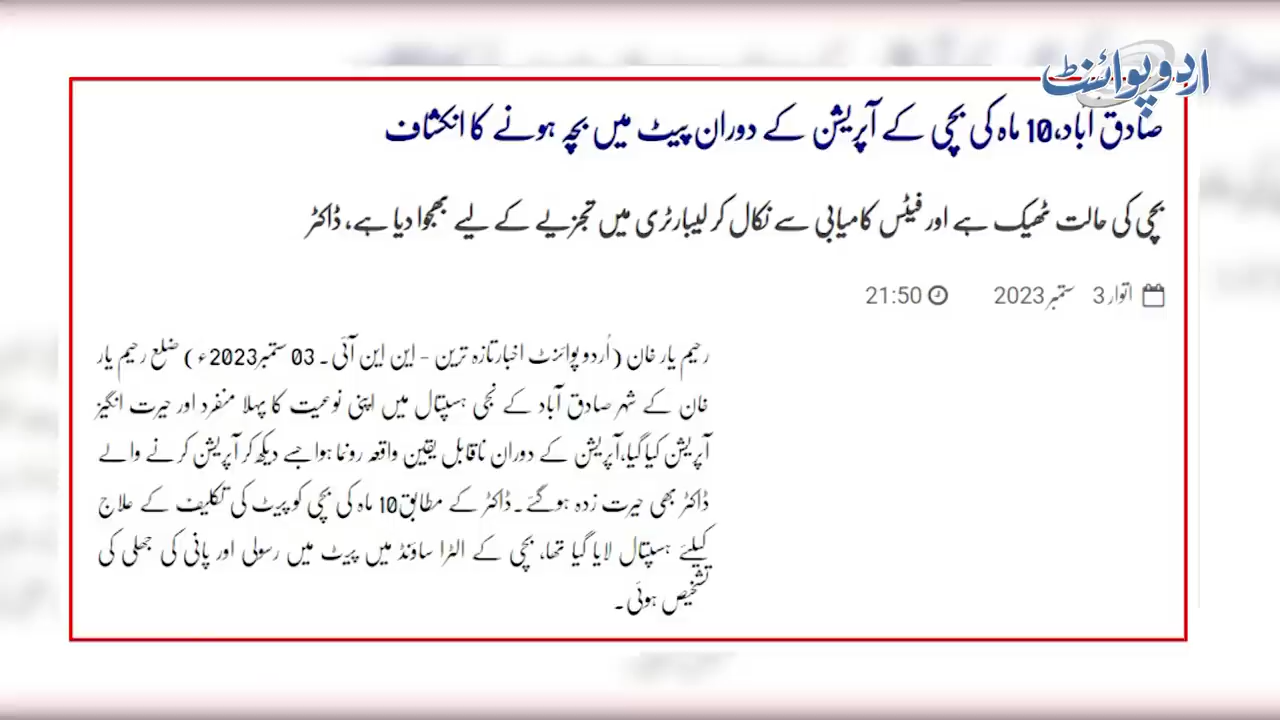 اردو پوائنٹ
صادق آباد،10 ماہ کی بچی کے آپریشن کے دوران پیٹ میں بچہ ہونے کا انکشاف
بچی کی حالت ٹھیک ہے اور فیٹس کامیابی سے نکال کر لیبارٹری میں تجزیے کے لیے بھجوا دیا ہے، ڈاکٹر
اتوار 3 ستمبر 2023 21:50
رحیم یار خان (اُردو پوائنٹ اخبارتازہ ترین - این این آئی۔ 03 ستمبر2023ء) ضلع رحیم یار
خان کے شہر صادق آباد کے نجی ہسپتال میں اپنی نوعیت کا پہلا منفرد اور حیرت انگیز
آپریشن کیا گیا،آپریشن کے دوران ناقابل یقین واقعہ رونما ہوا جسے دیکھ کر آپریشن کرنے والے
ڈاکٹر بھی حیرت زدہ ہوگئے۔ڈاکٹر کے مطابق10 ماہ کی بچی کو پیٹ کی تکلیف کے علاج
کیلئے ہسپتال لایا گیا تھا، بچی کے الٹرا ساؤنڈ میں پیٹ میں رسولی اور پانی کی جھلی کی
تشخیص ہوئی۔